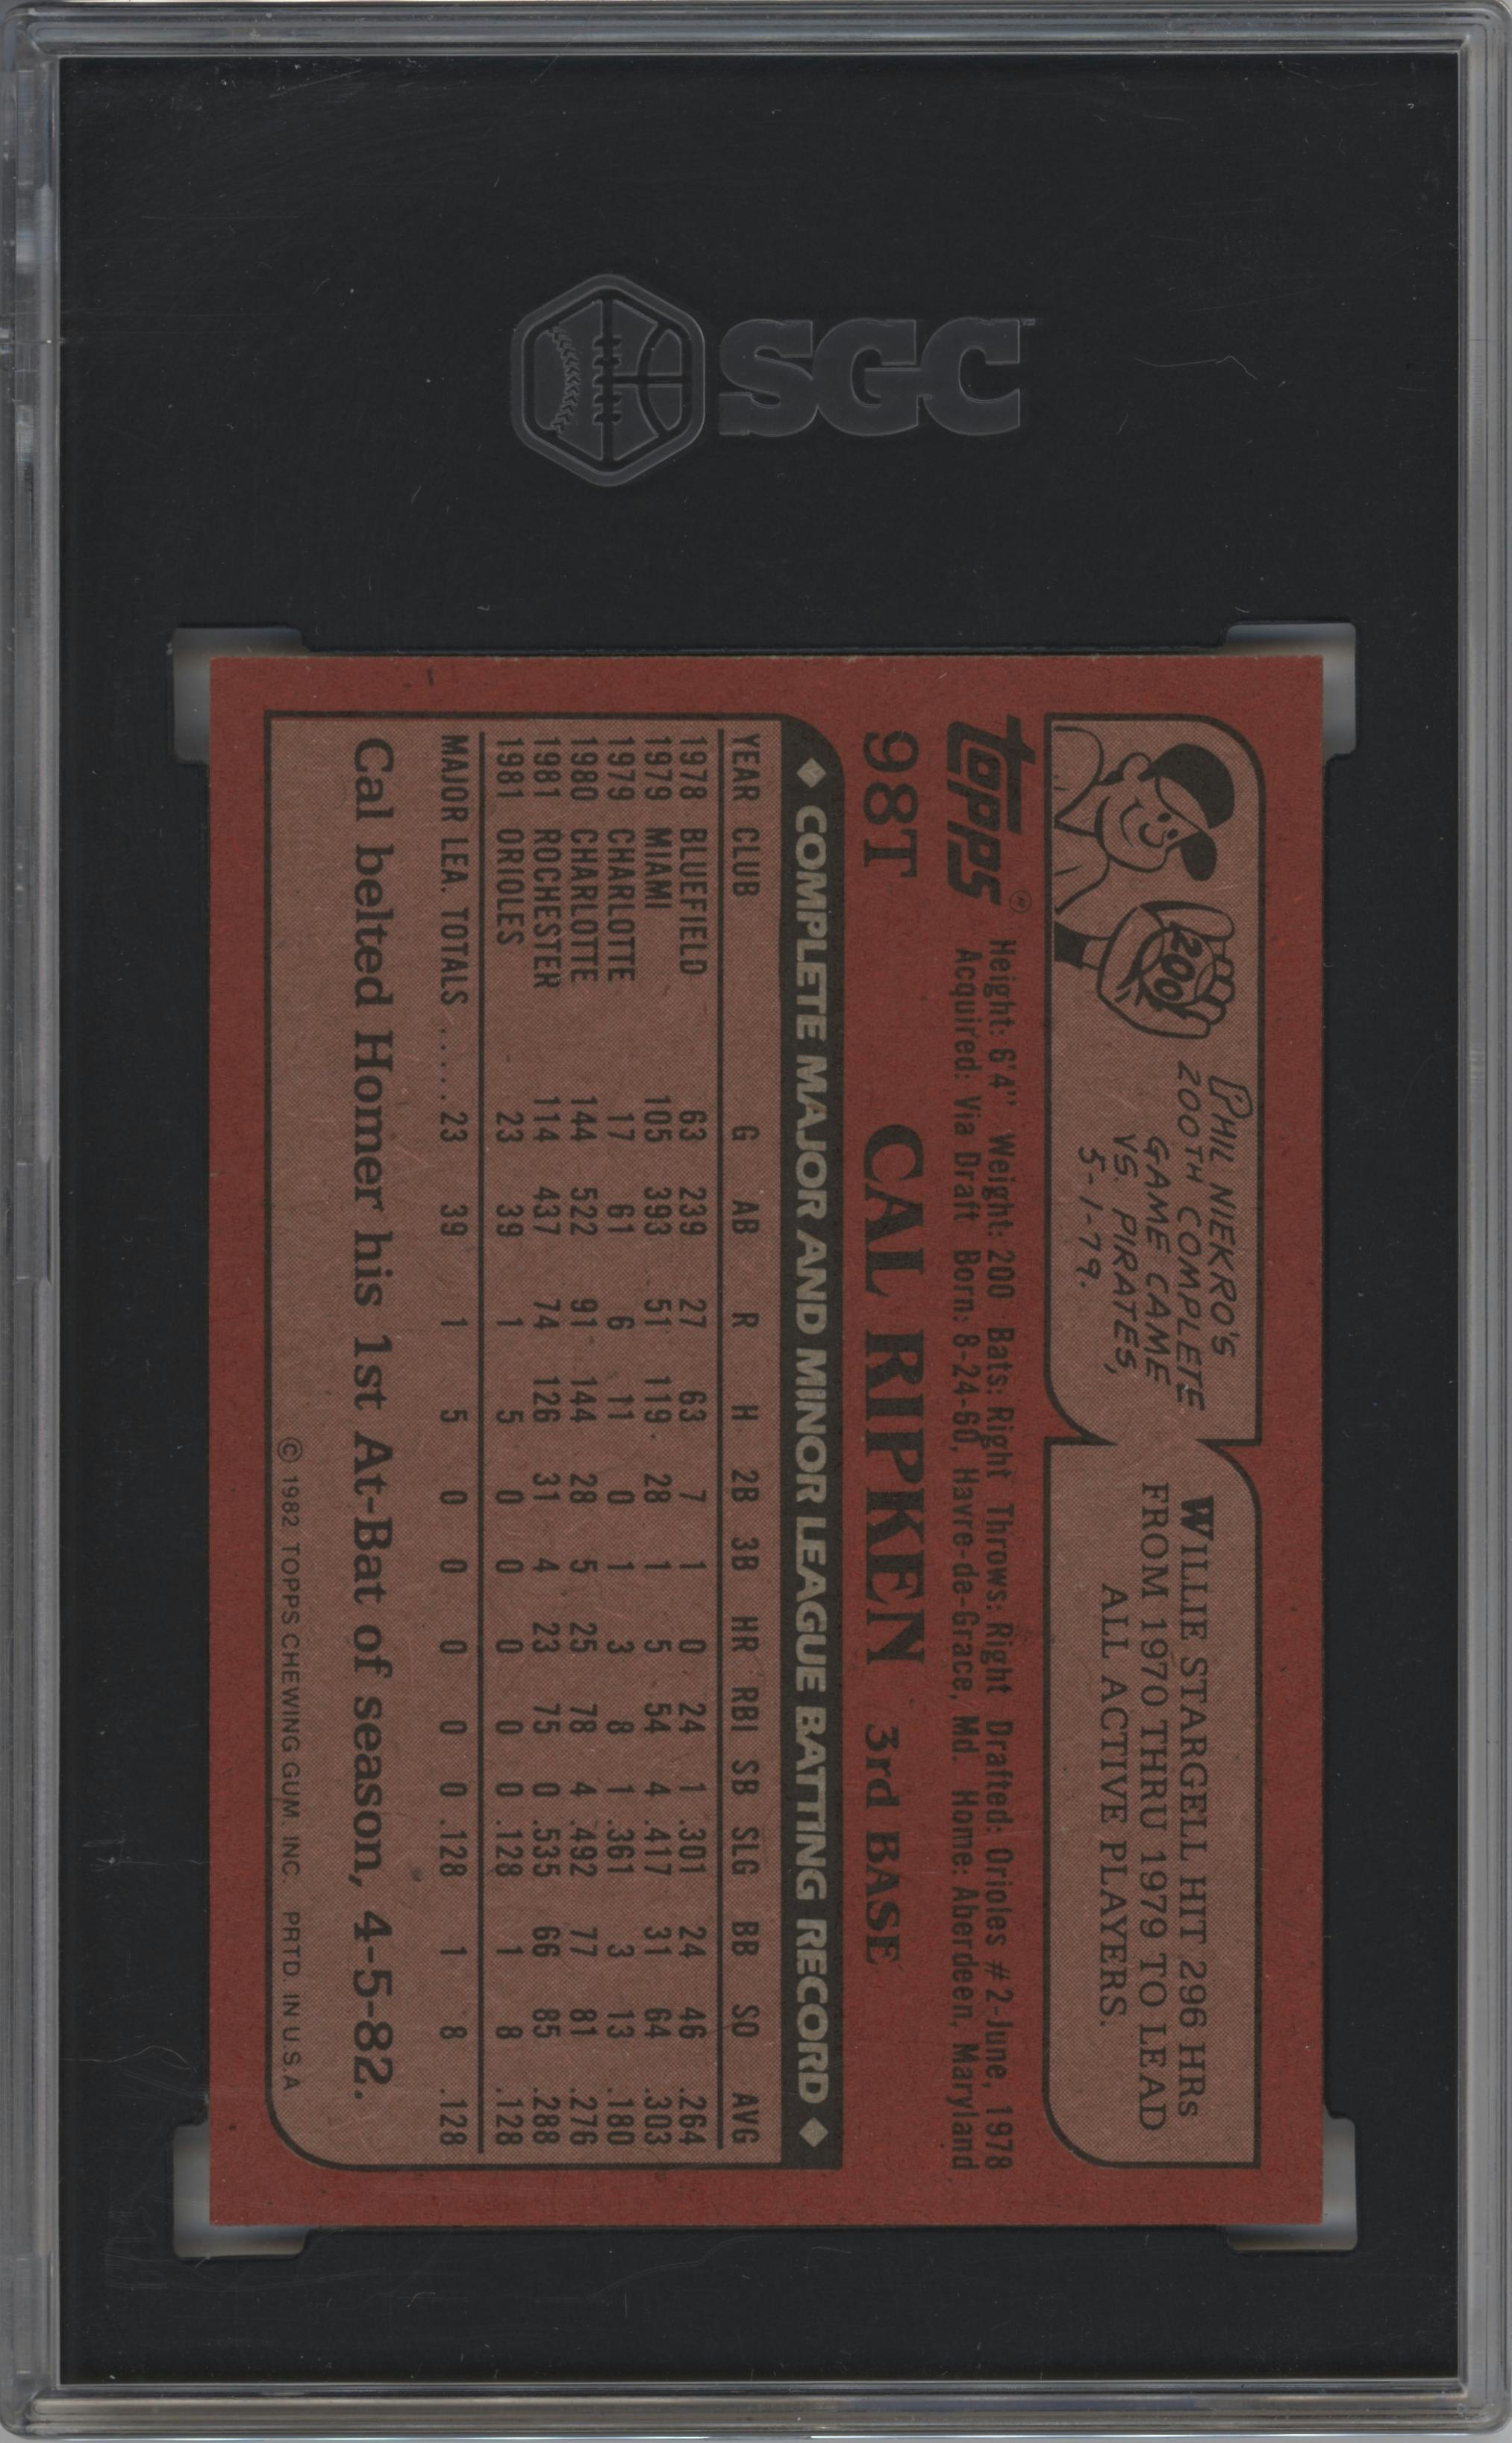 SGC
PHIL NIEKRO'S
200TH COMPLETE
GAME CAME
VS. PIRATES,
5-1-79.
200
WILLIE STARGELL HIT 296 HRS
FROM 1970 THRU 1979 TO LEAD
ALL ACTIVE PLAYERS.
topps®
Height: 6'4" Weight: 200 Bats: Right Throws: Right Drafted: Orioles #2-June, 1978
Acquired: Via Draft Born: 8-24-60, Havre-de-Grace, Md. Home: Aberdeen, Maryland
98T CAL RIPKEN 3rd BASE
◆ COMPLETE MAJOR AND MINOR LEAGUE BATTING RECORD ◆
YEAR CLUB G AB R H 2B 3B HR RBI SB SLG BB SO AVG
1978 BLUEFIELD 63 239 27 63 7 1 0 24 1 .301 24 46 .264
1979 MIAMI 105 393 51 119 28 1 5 54 4 .417 31 64 .303
1979 CHARLOTTE 17 61 6 11 0 1 3 8 1 .361 3 13 .180
1980 CHARLOTTE 144 522 91 144 28 5 25 78 4 .492 77 81 .276
1981 ROCHESTER 114 437 74 126 31 4 23 75 0 .535 66 85 .288
1981 ORIOLES 23 39 1 5 0 0 0 0 0 .128 1 8 .128
MAJOR LEA. TOTALS ..... 23 39 1 5 0 0 0 0 0 .128 1 8 .128
Cal belted Homer his 1st At-Bat of season, 4-5-82.
© 1982 TOPPS CHEWING GUM, INC. PRTD. IN U.S.A